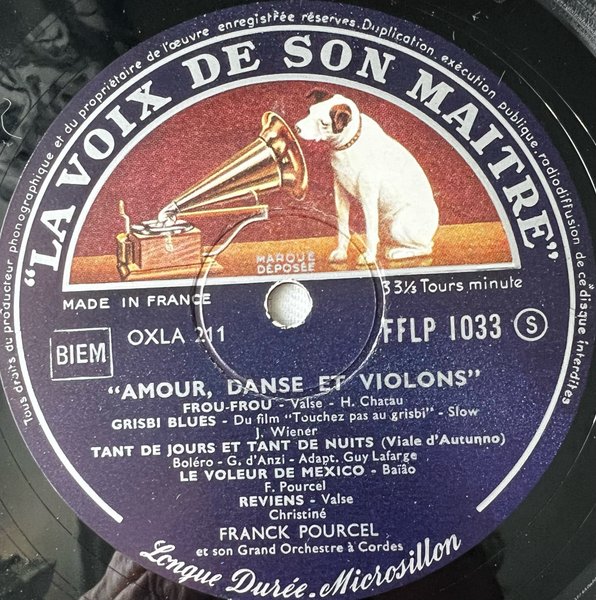 Tous droits du producteur phonographique et du propriétaire de l'œuvre enregistrée réservés. Duplication, exécution publique, radiodiffusion de ce disque interdites
"LA VOIX DE SON MAITRE"
MARQUE
DÉPOSÉE
MADE IN FRANCE
33⅓ Tours minute
BIEM
OXLA 211
FFLP 1033 S
"AMOUR, DANSE ET VIOLONS"
FROU-FROU - Valse - H. Chatau
GRISBI BLUES - Du film "Touchez pas au grisbi" - Slow
J. Wiener
TANT DE JOURS ET TANT DE NUITS (Viale d'Autunno)
Boléro - G. d'Anzi - Adapt. Guy Lafarge
LE VOLEUR DE MEXICO - Baïâo
F. Pourcel
REVIENS - Valse
Christiné
FRANCK POURCEL
et son Grand Orchestre à Cordes
Longue Durée. Microsillon